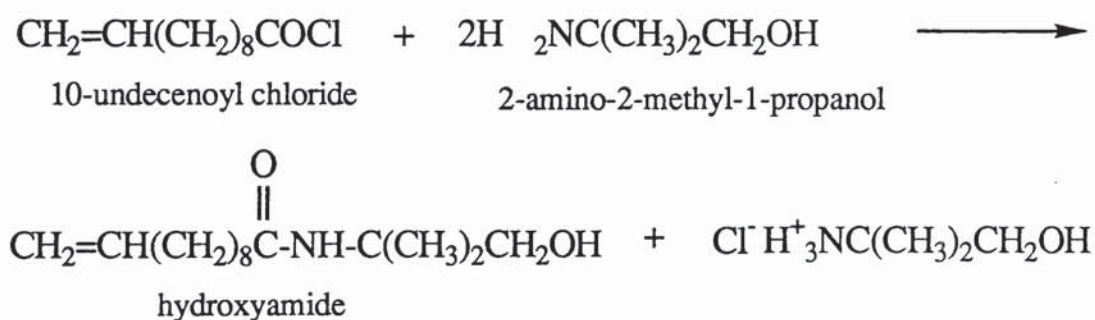 CH₂=CH(CH₂)₈COCl + 2H ₂NC(CH₃)₂CH₂OH ⟶
10-undecenoyl chloride 2-amino-2-methyl-1-propanol
O
||
CH₂=CH(CH₂)₈C-NH-C(CH₃)₂CH₂OH + Cl⁻ H⁺₃NC(CH₃)₂CH₂OH
hydroxyamide